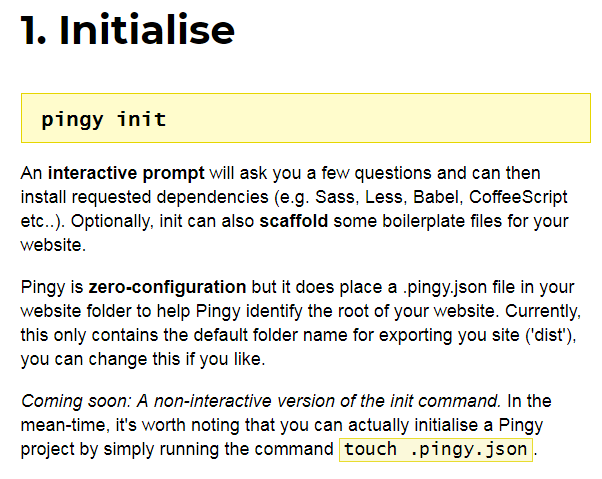 1. Initialise
pingy init
An interactive prompt will ask you a few questions and can then
install requested dependencies (e.g. Sass, Less, Babel, CoffeeScript
etc..). Optionally, init can also scaffold some boilerplate files for your
website.
Pingy is zero-configuration but it does place a .pingy.json file in your
website folder to help Pingy identify the root of your website. Currently,
this only contains the default folder name for exporting you site ('dist'),
you can change this if you like.
Coming soon: A non-interactive version of the init command. In the
mean-time, it's worth noting that you can actually initialise a Pingy
project by simply running the command touch .pingy.json.